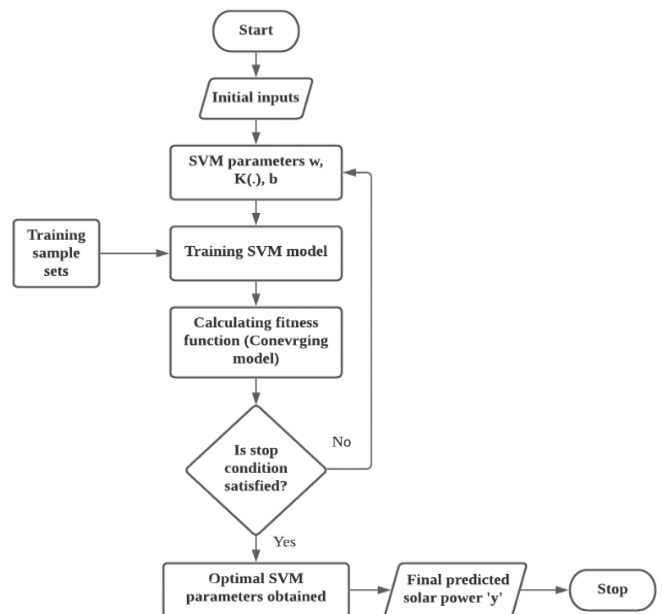 Start
Initial inputs
SVM parameters w,
K(.), b
Training
sample
sets
Training SVM model
Calculating fitness
function (Conevrging
model)
No
Is stop
condition
satisfied?
Yes
Optimal SVM
parameters obtained
Final predicted
solar power 'y'
Stop